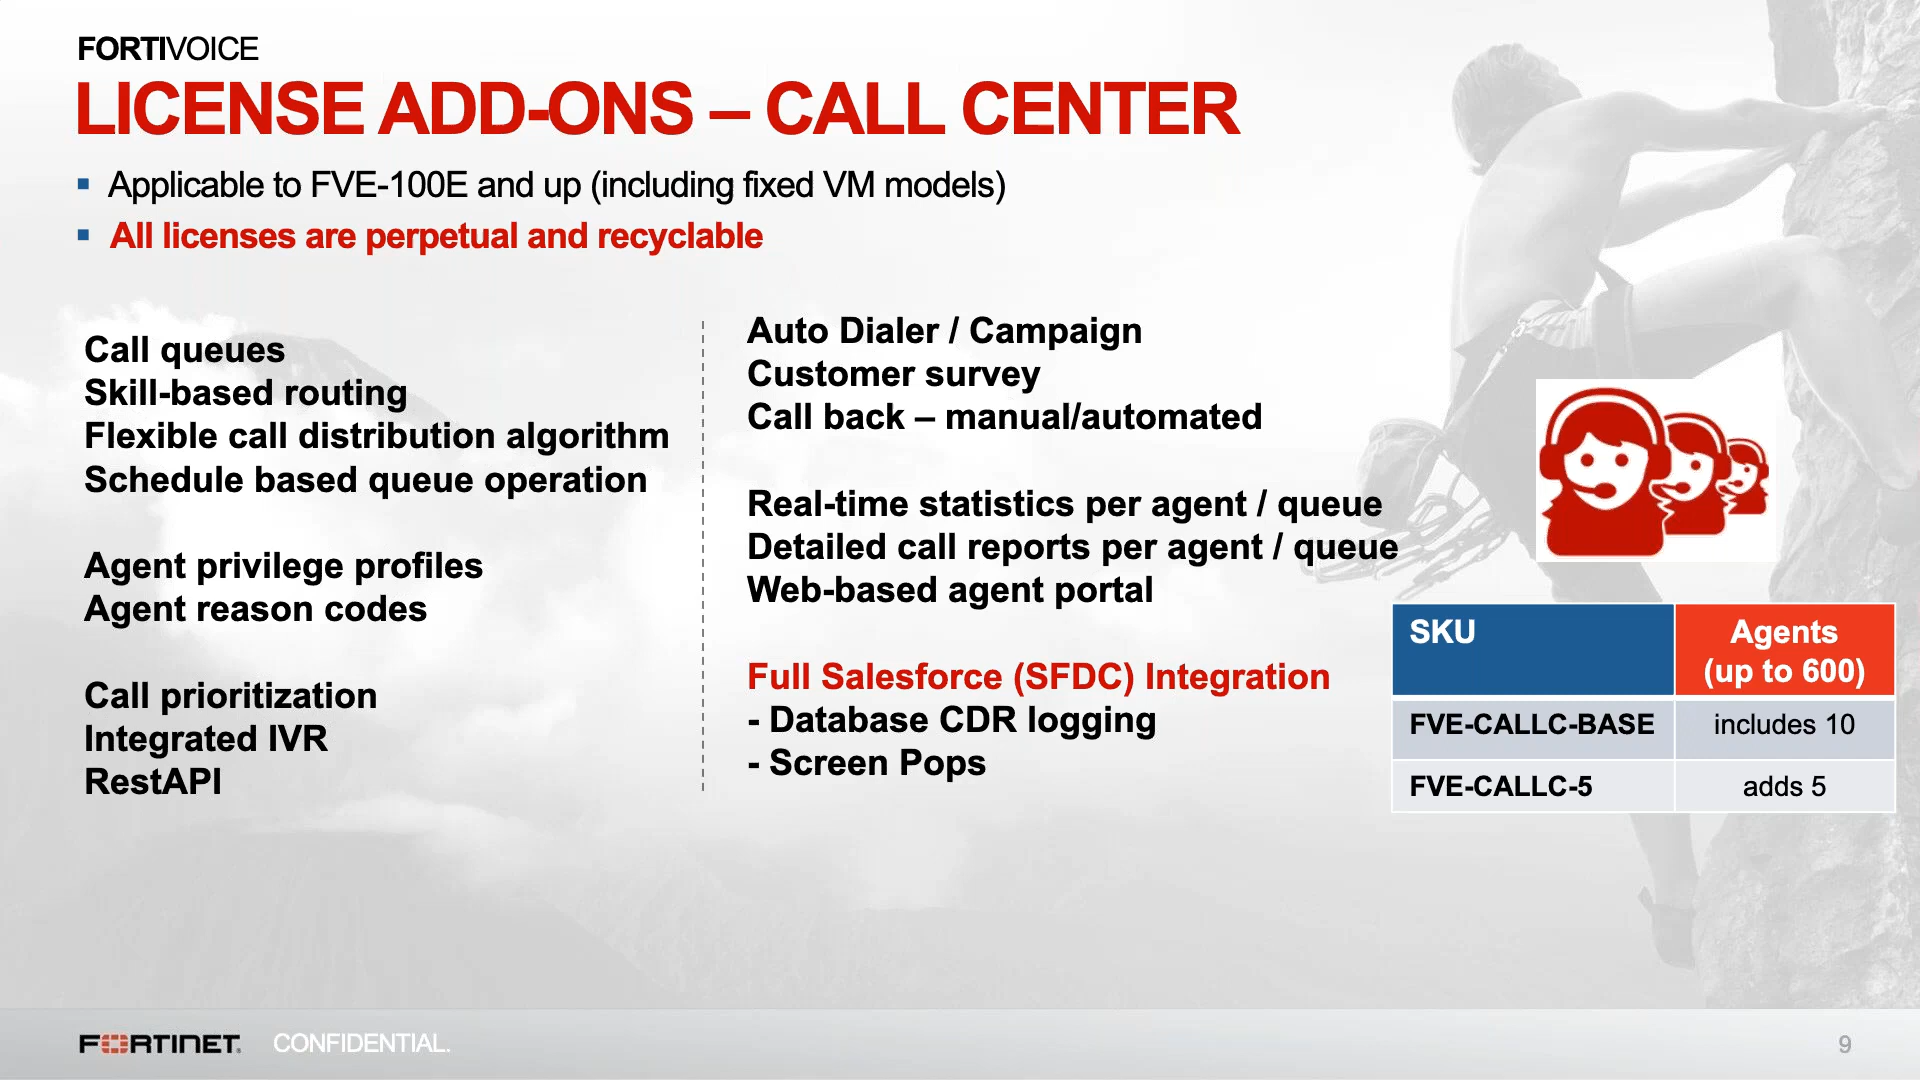 FORTIVOICE
LICENSE ADD-ONS – CALL CENTER
▪ Applicable to FVE-100E and up (including fixed VM models)
▪ All licenses are perpetual and recyclable
Call queues
Skill-based routing
Flexible call distribution algorithm
Schedule based queue operation
Agent privilege profiles
Agent reason codes
Call prioritization
Integrated IVR
RestAPI
Auto Dialer / Campaign
Customer survey
Call back – manual/automated
Real-time statistics per agent / queue
Detailed call reports per agent / queue
Web-based agent portal
Full Salesforce (SFDC) Integration
- Database CDR logging
- Screen Pops
SKU
Agents
(up to 600)
FVE-CALLC-BASE includes 10
FVE-CALLC-5 adds 5
FORTINET® CONFIDENTIAL.
9